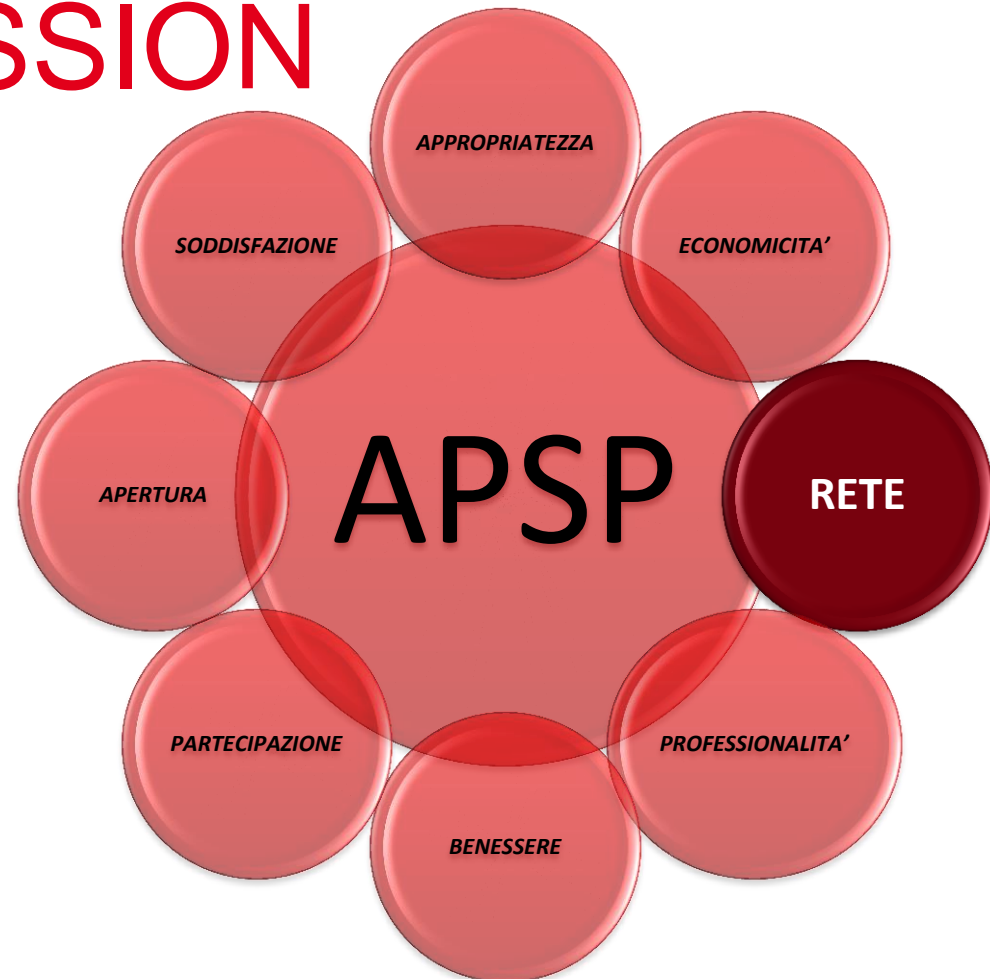 SSION
APPROPRIATEZZA
SODDISFAZIONE
ECONOMICITA’
APERTURA
APSP
RETE
PARTECIPAZIONE
PROFESSIONALITA’
BENESSERE